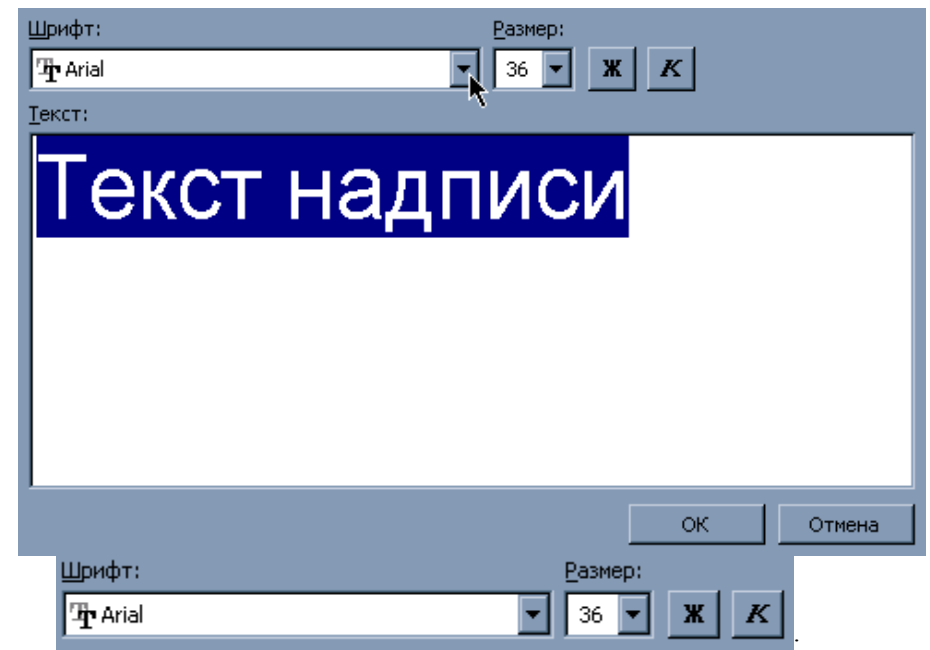 Шрифт: Размер:
Arial 36 Ж К
Текст:
Текст надписи
ОК Отмена
Шрифт: Размер:
Arial 36 Ж К .